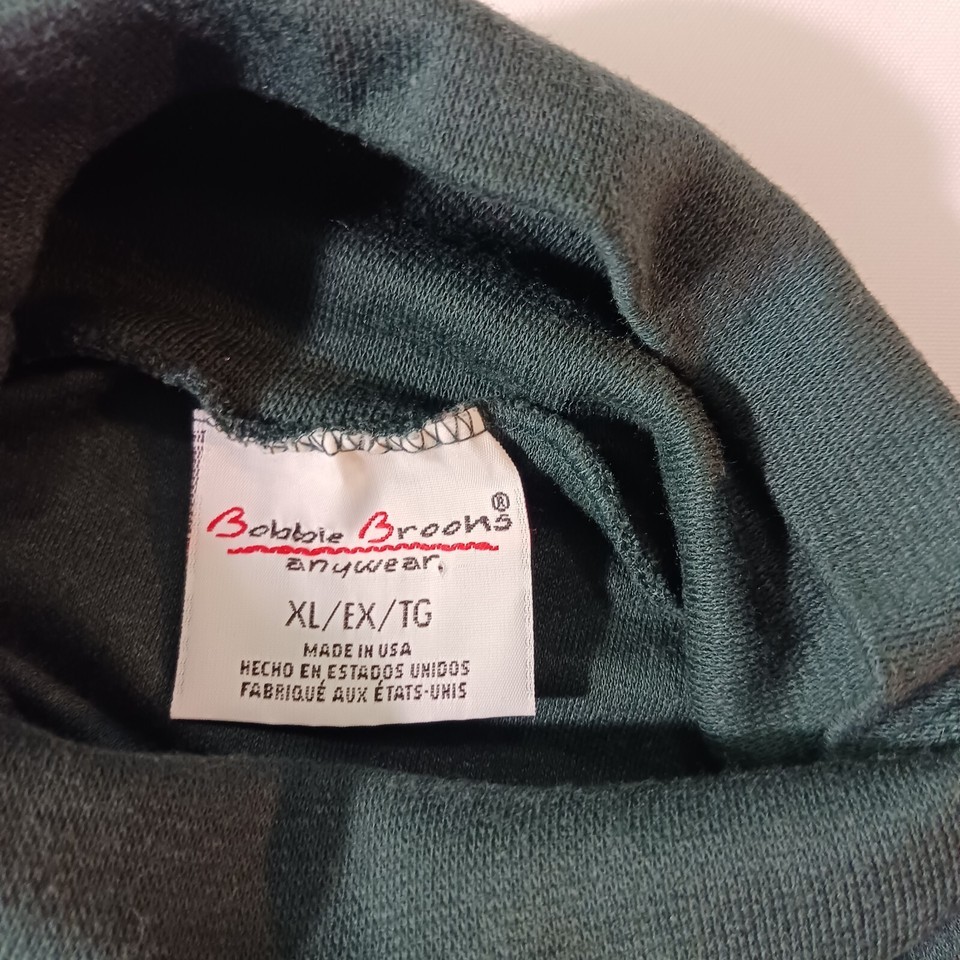 Bobbie Brooks®
anywear.
XL/EX/TG
MADE IN USA
HECHO EN ESTADOS UNIDOS
FABRIQUÉ AUX ÉTATS-UNIS